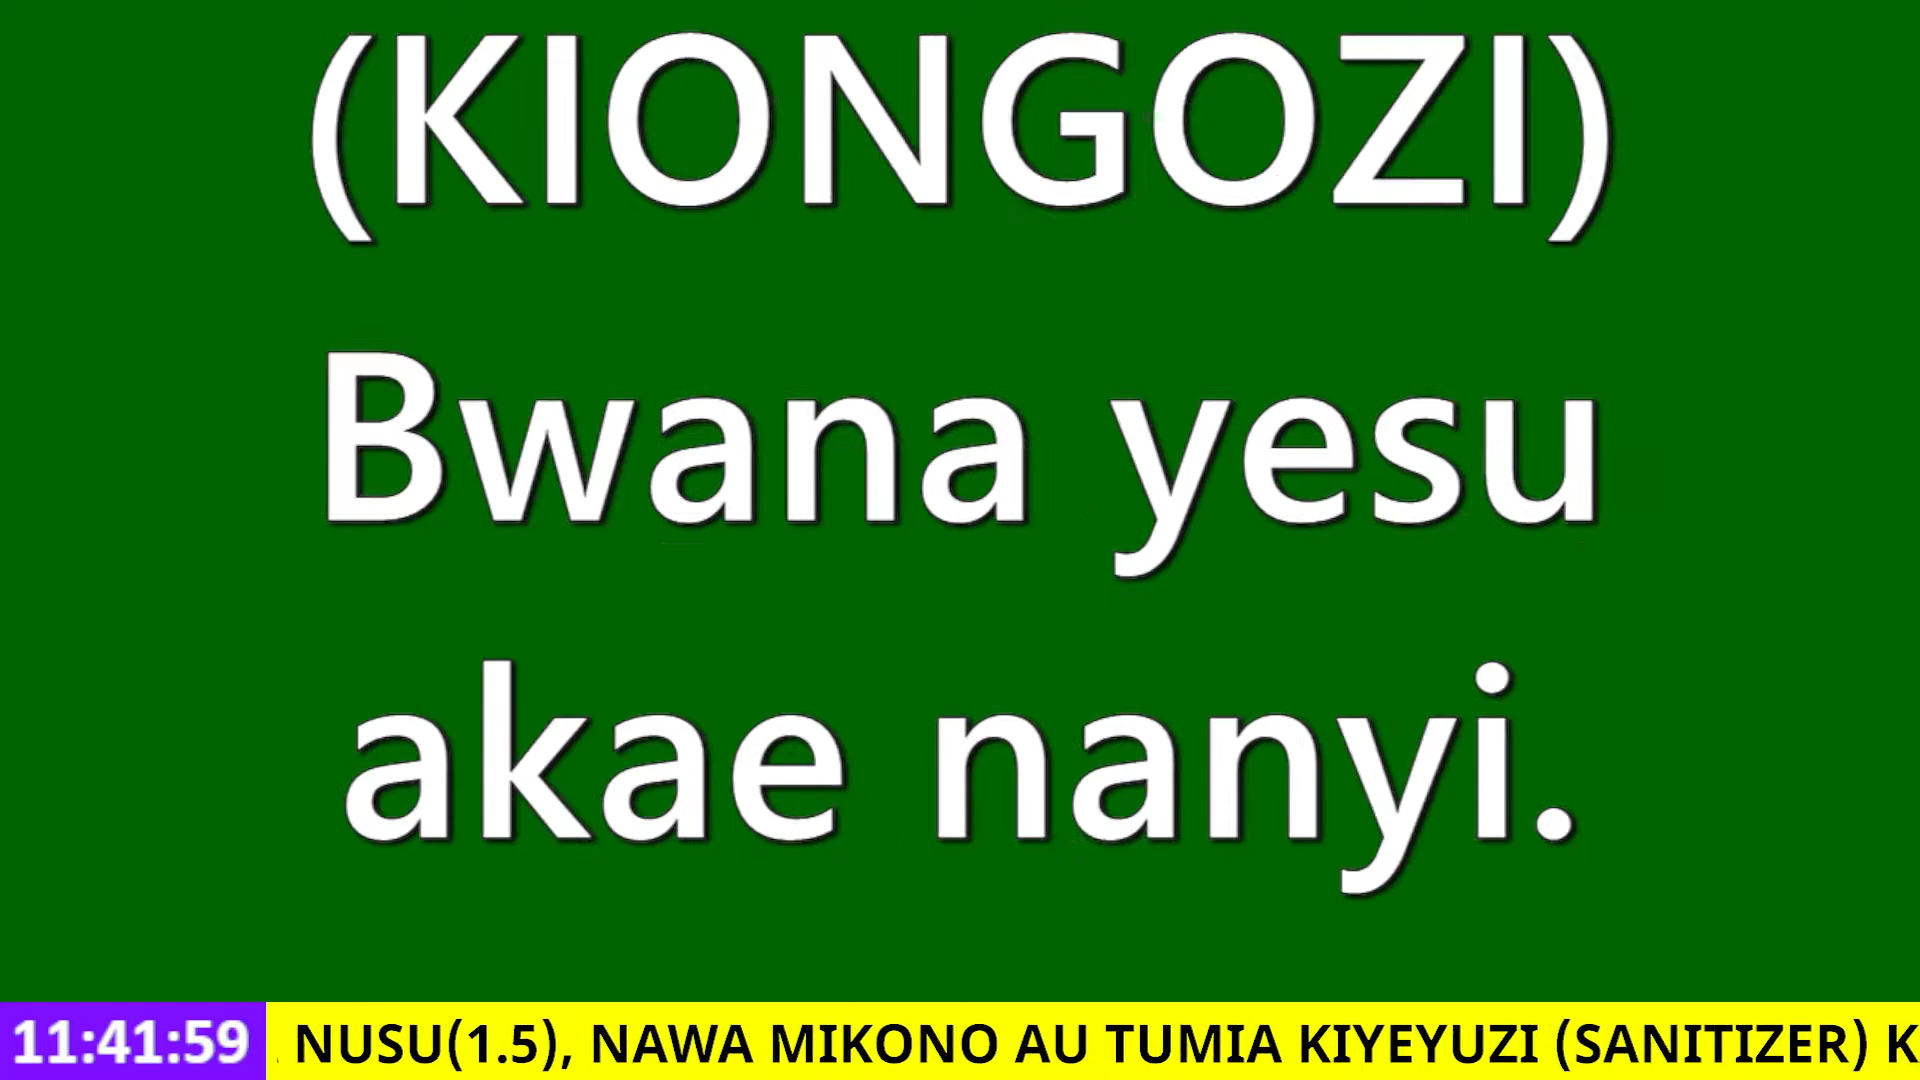 (KIONGOZI)
Bwana yesu
akae nanyi.
11:41:59 NUSU(1.5), NAWA MIKONO AU TUMIA KIYEYUZI (SANITIZER) K